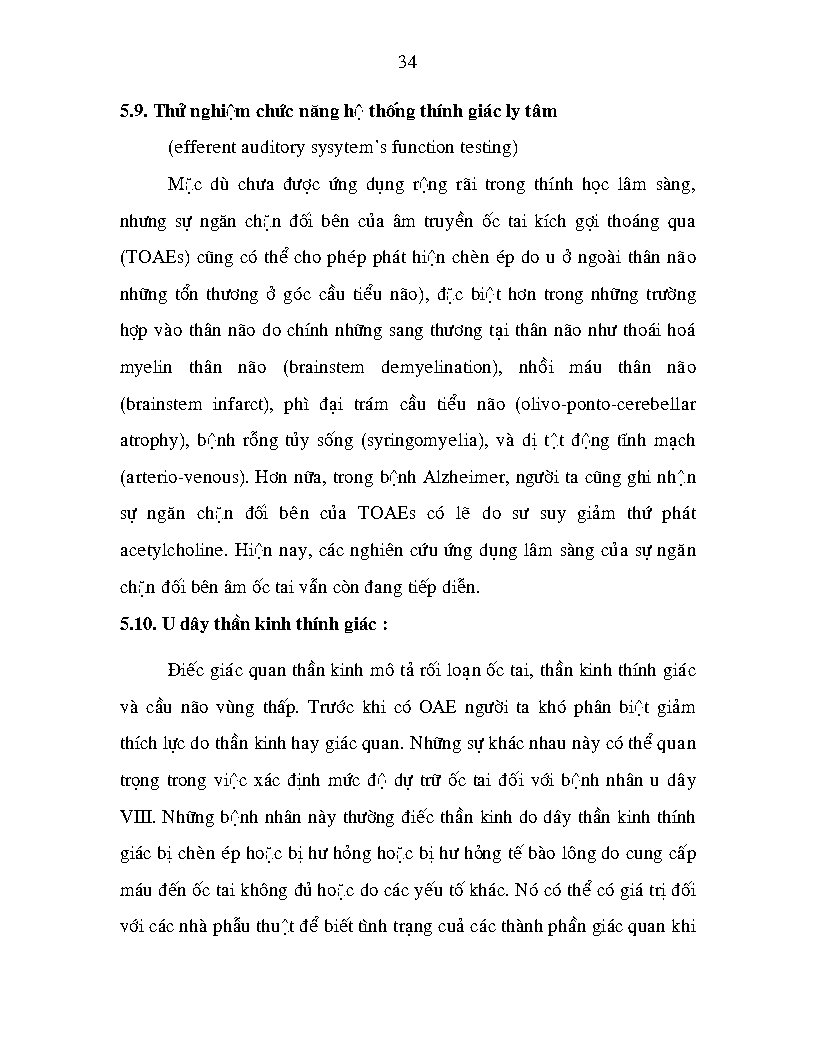 34
5.9. Thử nghiệm chức năng hệ thống thính giác ly tâm
(efferent auditory sysytem's function testing)
Mặc dù chưa được ứng dụng rộng rãi trong thính học lâm sàng,
nhưng sự ngăn chặn đối bên của âm truyền ốc tai kích gợi thoáng qua
(TOAEs) cũng có thể cho phép phát hiện chèn ép do u ở ngoài thân não
những tổn thương ở góc cầu tiểu não), đặc biệt hơn trong những trường
hợp vào thân não do chính những sang thương tại thân não như thoái hoá
myelin thân não (brainstem demyelination), nhồi máu thân não
(brainstem infarct), phì đại trám cầu tiểu não (olivo-ponto-cerebellar
atrophy), bệnh rỗng tủy sống (syringomyelia), và dị tật động tĩnh mạch
(arterio-venous). Hơn nữa, trong bệnh Alzheimer, người ta cũng ghi nhận
sự ngăn chặn đối bên của TOAEs có lẽ do sư suy giảm thứ phát
acetylcholine. Hiện nay, các nghiên cứu ứng dụng lâm sàng của sự ngăn
chặn đối bên âm ốc tai vẫn còn đang tiếp diễn.
5.10. U dây thần kinh thính giác :
Điếc giác quan thần kinh mô tả rối loạn ốc tai, thần kinh thính giác
và cầu não vùng thấp. Trước khi có OAE người ta khó phân biệt giảm
thích lực do thần kinh hay giác quan. Những sự khác nhau này có thể quan
trọng trong việc xác định mức độ dự trữ ốc tai đối với bệnh nhân u dây
VIII. Những bệnh nhân này thường điếc thần kinh do dây thần kinh thính
giác bị chèn ép hoặc bị hư hỏng hoặc bị hư hỏng tế bào lông do cung cấp
máu đến ốc tai không đủ hoặc do các yếu tố khác. Nó có thể có giá trị đối
với các nhà phẫu thuật để biết tình trạng cuả các thành phần giác quan khi